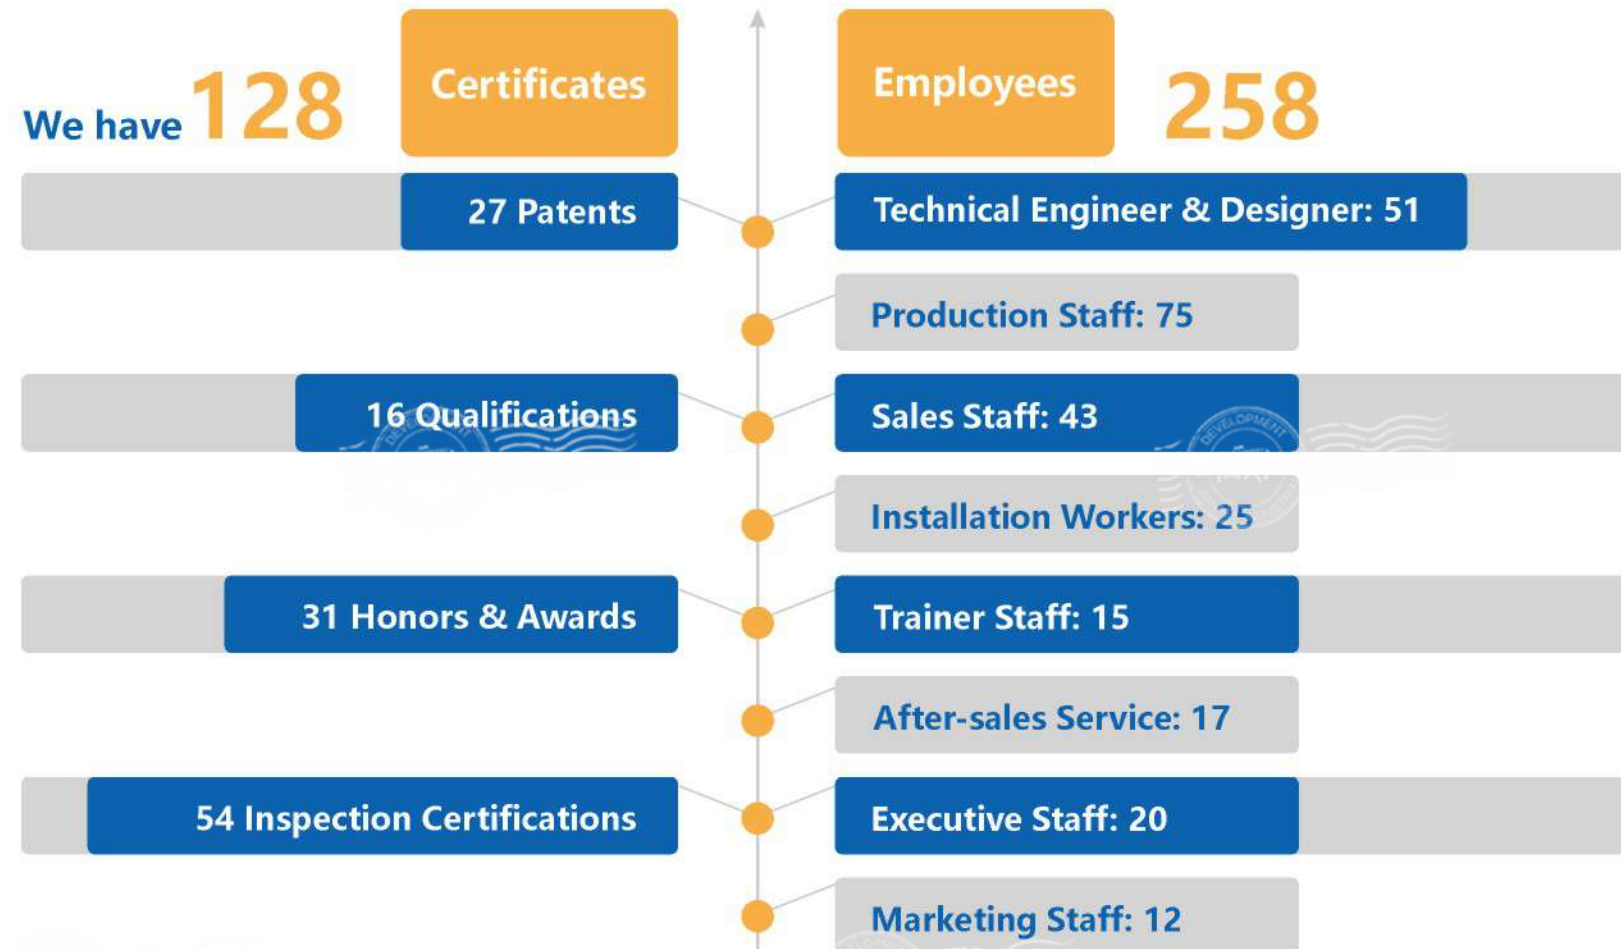 We have 128 Certificates
Employees 258
27 Patents
Technical Engineer & Designer: 51
Production Staff: 75
16 Qualifications
Sales Staff: 43
Installation Workers: 25
31 Honors & Awards
Trainer Staff: 15
After-sales Service: 17
54 Inspection Certifications
Executive Staff: 20
Marketing Staff: 12
DEVELOPMENT
DEVELOPMENT